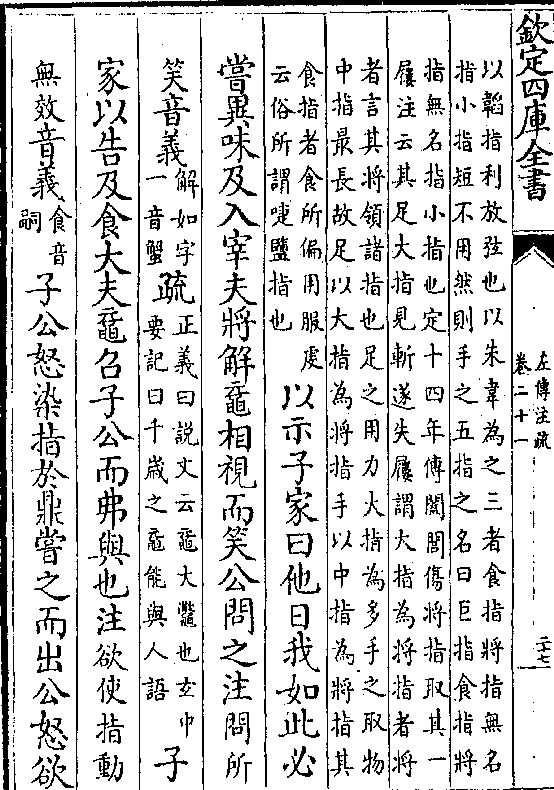 欽定四庫全書
左傳注疏
卷二十一
二十七
以韜指利放弦也以朱韋為之三者食指將指無名
指小指短不用然則手之五指之名曰巨指食指將
指無名指小指也定十四年傳闔閭傷將指取其一
屨注云其足大指見斬遂失屨謂大指為將指者將
者言其將領諸指也足之用力大指為多手之取物
中指最長故足以大指為將指手以中指為將指其
食指者食所偏用服虔
云俗所謂啑鹽指也
以示子家曰他日我如此必
嘗異味及入宰夫將解黿相視而笑公問之注問所
笑音義
解如字
一音蟹
疏
正義曰說文云黿大鼈也玄中
要記曰千歲之黿能與人語
子
家以告及食大夫黿召子公而弗與也注欲使指動
無效音義
食音
嗣
子公怒染指於鼎嘗之而出公怒欲